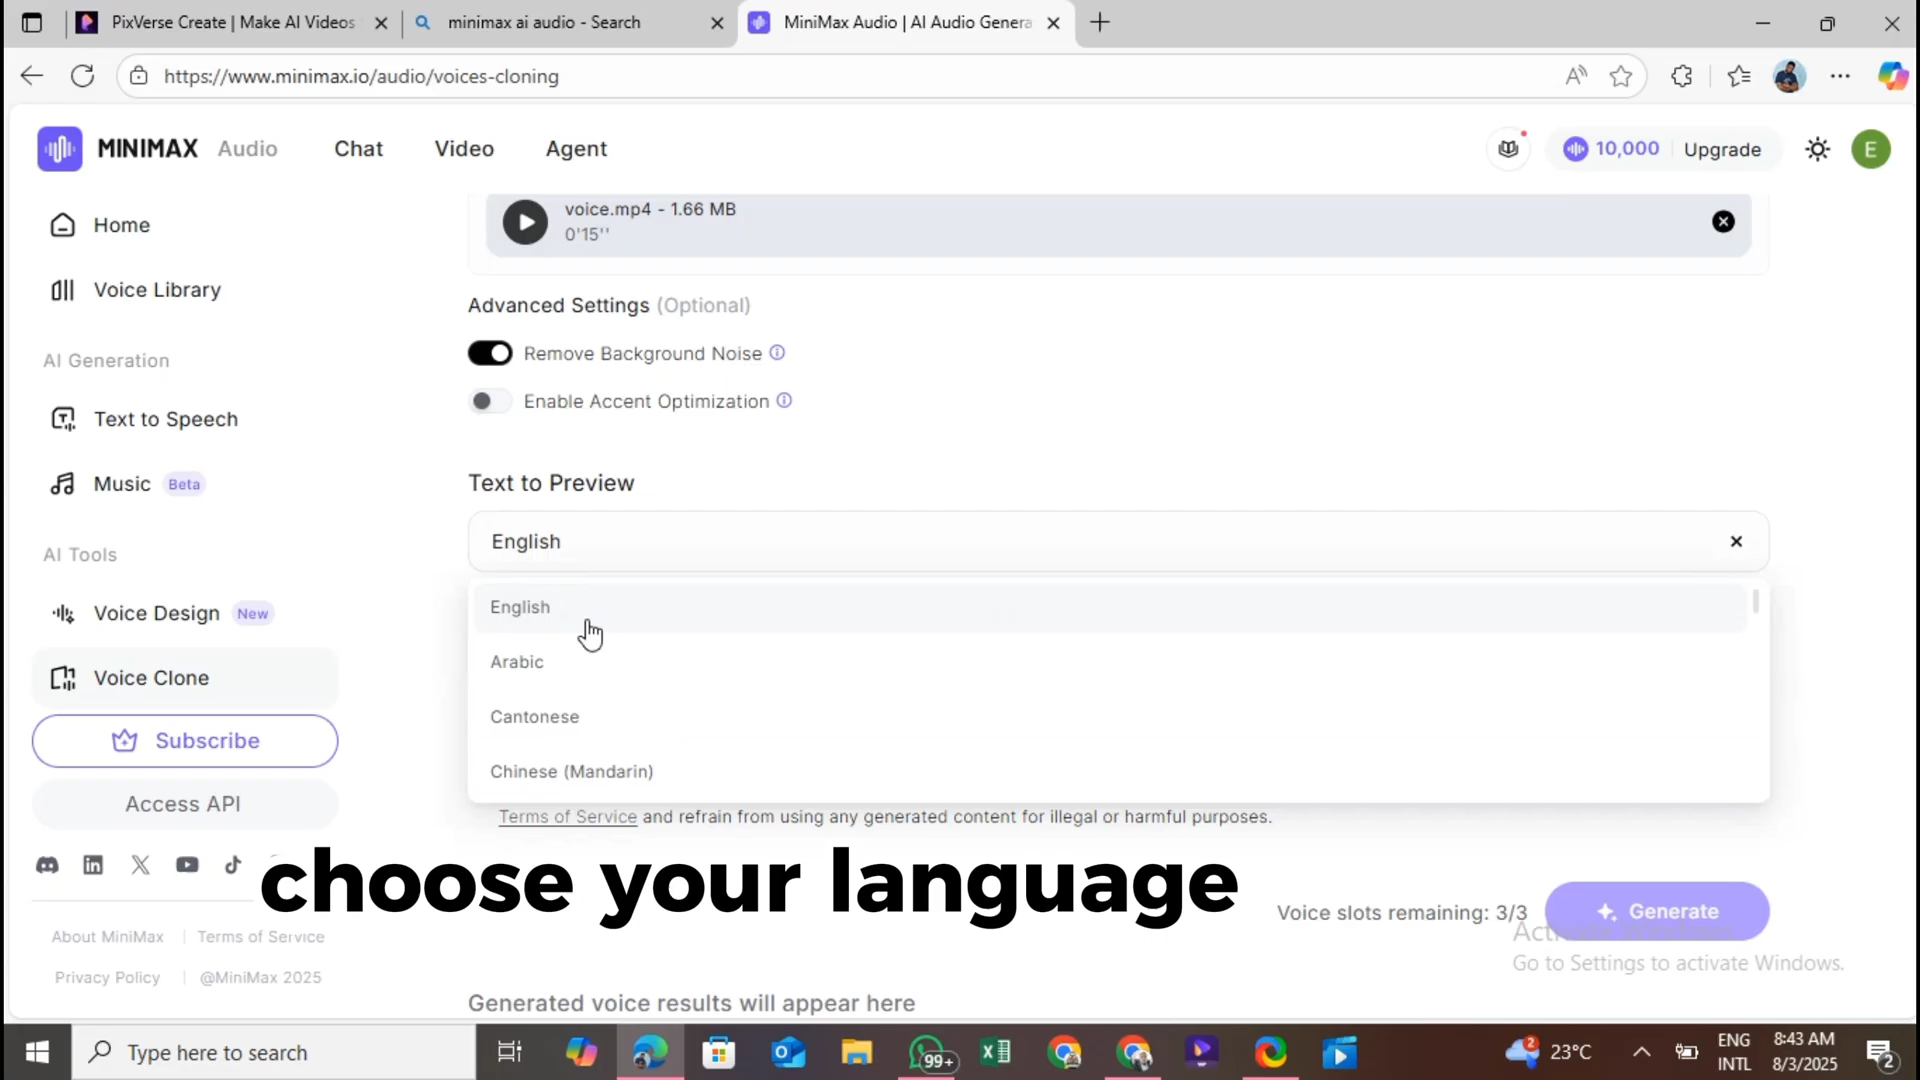 PixVerse Create | Make AI Videos
minimax ai audio - Search
MiniMax Audio | AI Audio Genera
https://www.minimax.io/audio/voices-cloning
MINIMAX Audio
Chat
Video
Agent
10,000
Upgrade
E
Home
Voice Library
AI Generation
Text to Speech
Music Beta
AI Tools
Voice Design New
Voice Clone
Subscribe
Access API
About MiniMax | Terms of Service
Privacy Policy | @MiniMax 2025
voice.mp4 - 1.66 MB
0'15''
Advanced Settings (Optional)
Remove Background Noise
Enable Accent Optimization
Text to Preview
English
English
Arabic
Cantonese
Chinese (Mandarin)
Terms of Service and refrain from using any generated content for illegal or harmful purposes.
choose your language
Voice slots remaining: 3/3
Generate
Go to Settings to activate Windows.
Generated voice results will appear here
Type here to search
99+
2
23°C
ENG
INTL
8:43 AM
8/3/2025
2